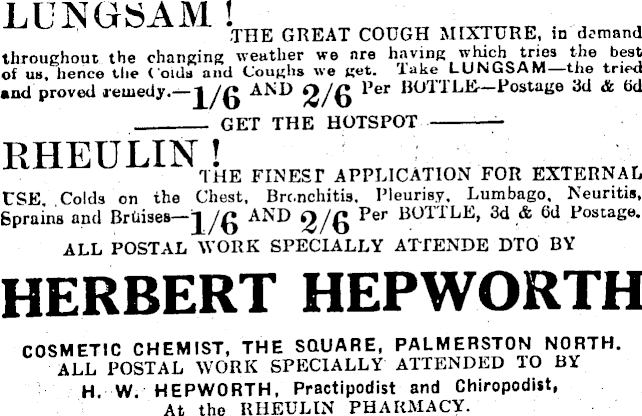 LUNGSAM!
THE GREAT COUGH MIXTURE, in demand
throughout the changing weather we are having which tries the best
of us, hence the Colds and Coughs we get. Take LUNGSAM—the tried
and proved remedy.—1/6 AND 2/6 Per BOTTLE—Postage 3d & 6d
GET THE HOTSPOT
RHEULIN!
THE FINEST APPLICATION FOR EXTERNAL
USE. Colds on the Chest, Bronchitis, Pleurisy, Lumbago, Neuritis,
Sprains and Bruises—1/6 AND 2/6 Per BOTTLE, 3d & 6d Postage.
ALL POSTAL WORK SPECIALLY ATTENDE DTO BY
HERBERT HEPWORTH
COSMETIC CHEMIST, THE SQUARE, PALMERSTON NORTH.
ALL POSTAL WORK SPECIALLY ATTENDED TO BY
H. W. HEPWORTH, Practipodist and Chiropodist,
At the RHEULIN PHARMACY.